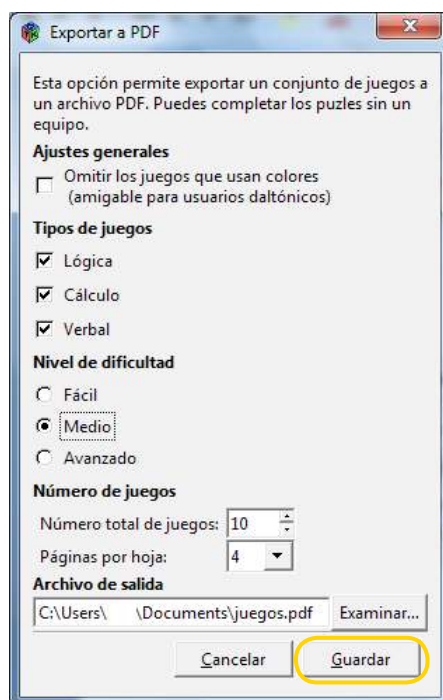 Exportar a PDF
Esta opción permite exportar un conjunto de juegos a
un archivo PDF. Puedes completar los puzles sin un
equipo.
Ajustes generales
Omitir los juegos que usan colores
(amigable para usuarios daltónicos)
Tipos de juegos
Lógica
Cálculo
Verbal
Nivel de dificultad
Fácil
Medio
Avanzado
Número de juegos
Número total de juegos: 10
Páginas por hoja: 4
Archivo de salida
C:\Users\ \Documents\juegos.pdf Examinar...
Cancelar Guardar